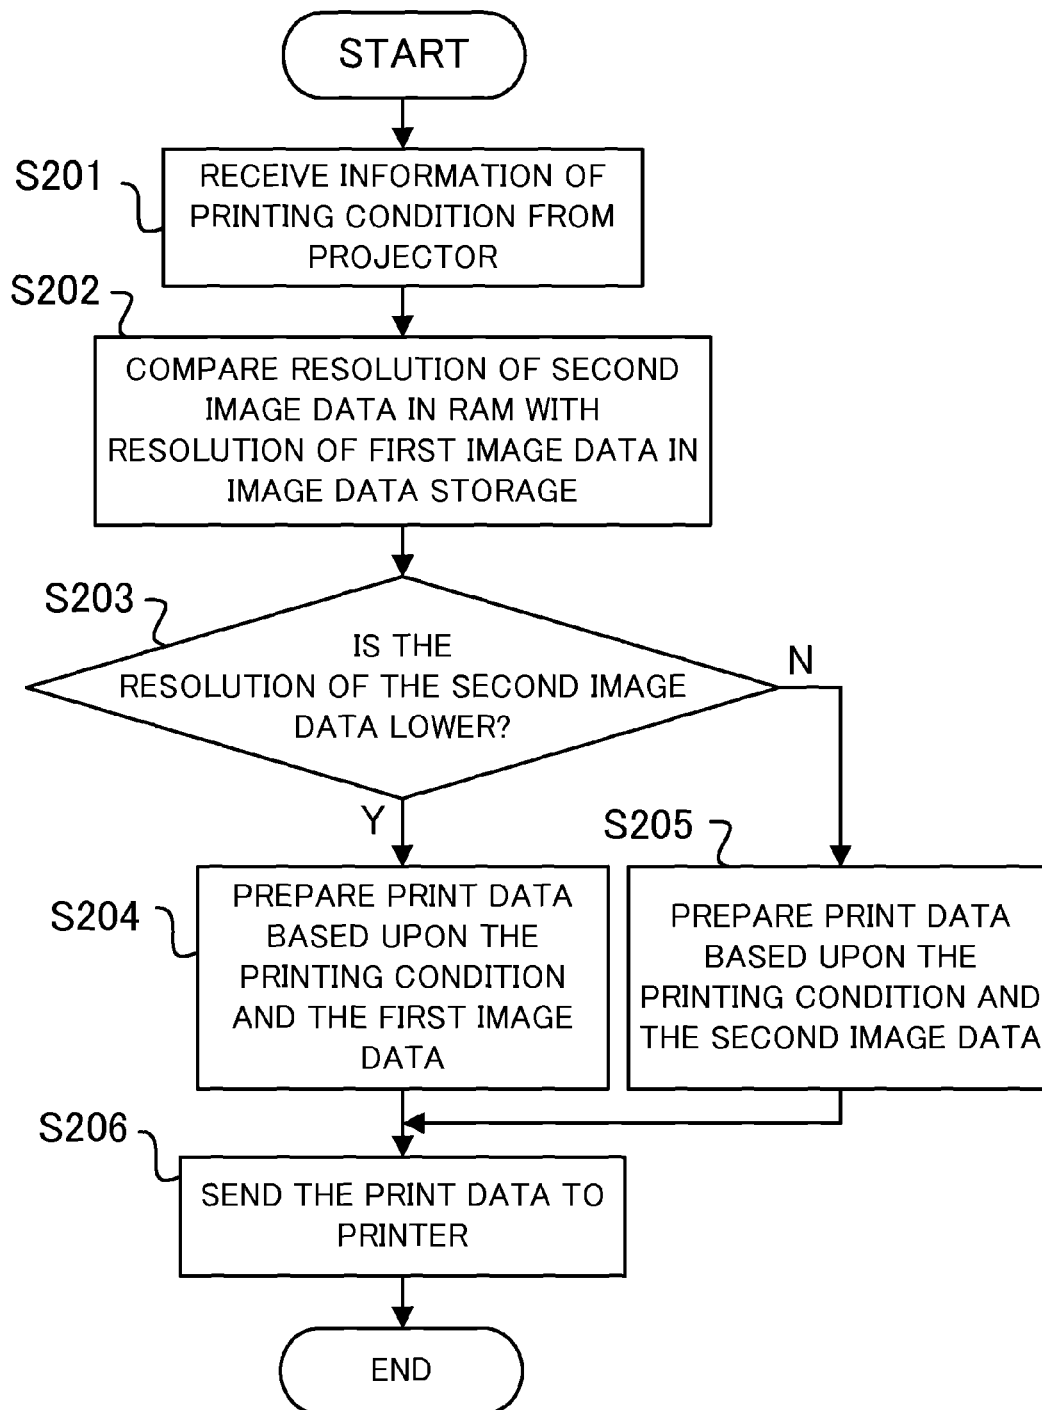 START
S201
RECEIVE INFORMATION OF
PRINTING CONDITION FROM
PROJECTOR
S202
COMPARE RESOLUTION OF SECOND
IMAGE DATA IN RAM WITH
RESOLUTION OF FIRST IMAGE DATA IN
IMAGE DATA STORAGE
S203
IS THE
RESOLUTION OF THE SECOND IMAGE
DATA LOWER?
N
Y
S204
PREPARE PRINT DATA
BASED UPON THE
PRINTING CONDITION
AND THE FIRST IMAGE
DATA
S205
PREPARE PRINT DATA
BASED UPON THE
PRINTING CONDITION AND
THE SECOND IMAGE DATA
S206
SEND THE PRINT DATA TO
PRINTER
END